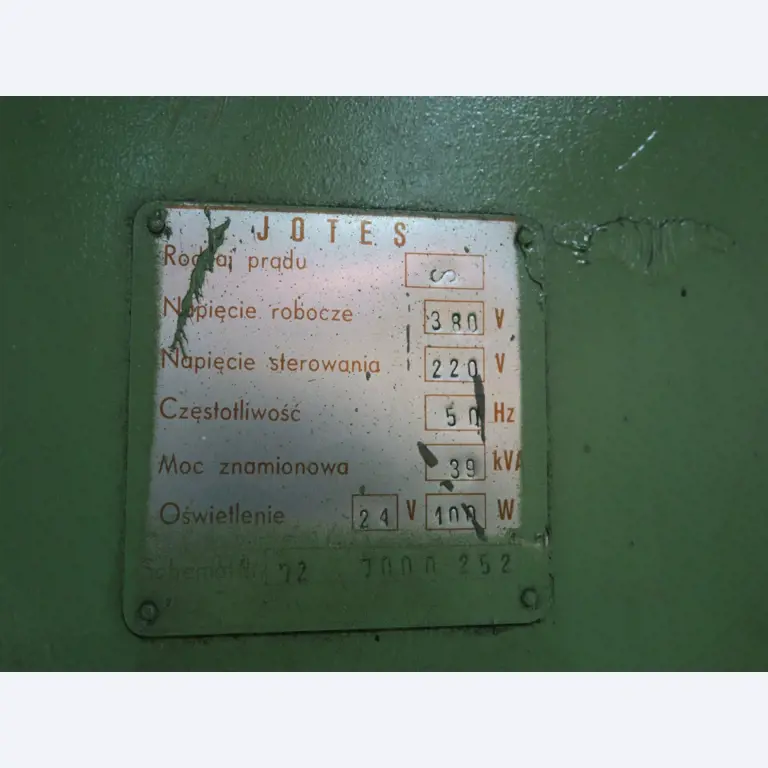 JOTES
Rodzaj prądu ∽
Napięcie robocze 380 V
Napięcie sterowania 220 V
Częstotliwość 50 Hz
Moc znamionowa 39 kVA
Oświetlenie 24 V 100 W
72 7000 252